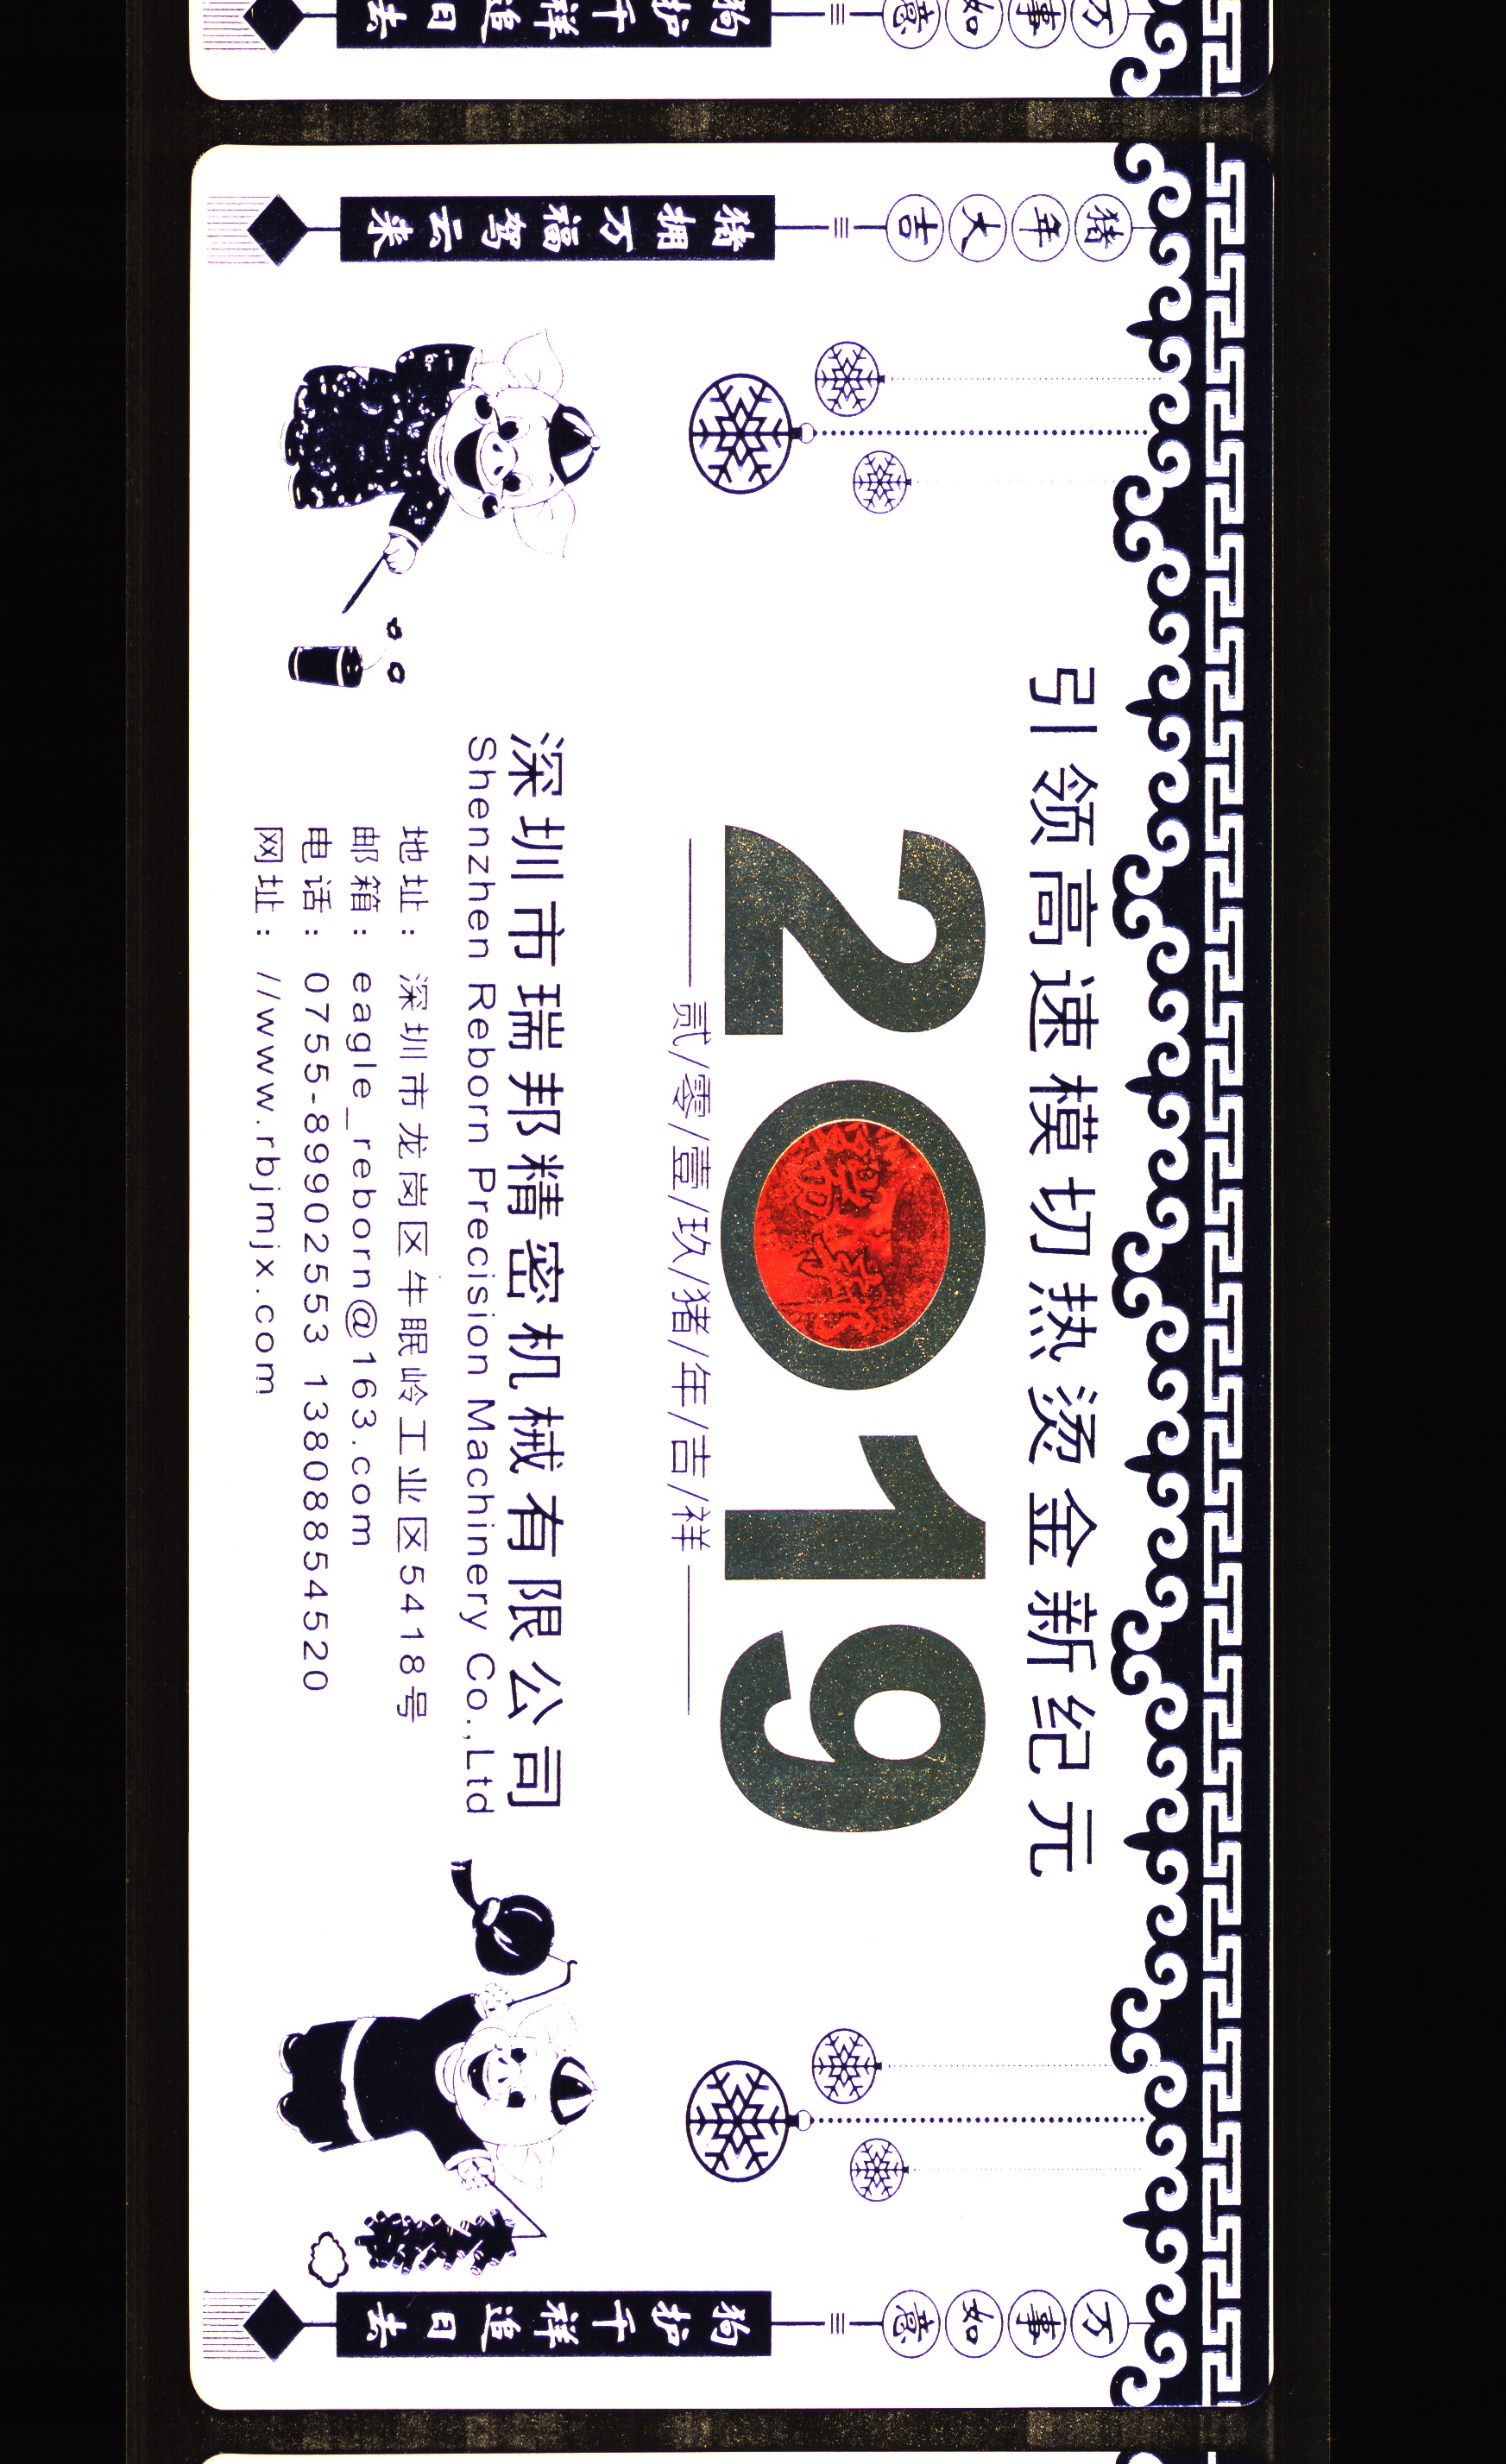 引领高速模切热烫金新纪元
2019
贰/零/壹/玖/猪/年/吉/祥
深圳市瑞邦精密机械有限公司
Shenzhen Reborn Precision Machinery Co.,Ltd
地址：深圳市龙岗区牛眠岭工业区5418号
邮箱：eagle_reborn@163.com
电话：0755-89902553 13808854520
网址：//www.rbjmjx.com
猪年大吉
猪拥万福驾云来
万事如意
狗护千祥追日去
万事如意
狗护千祥追日去